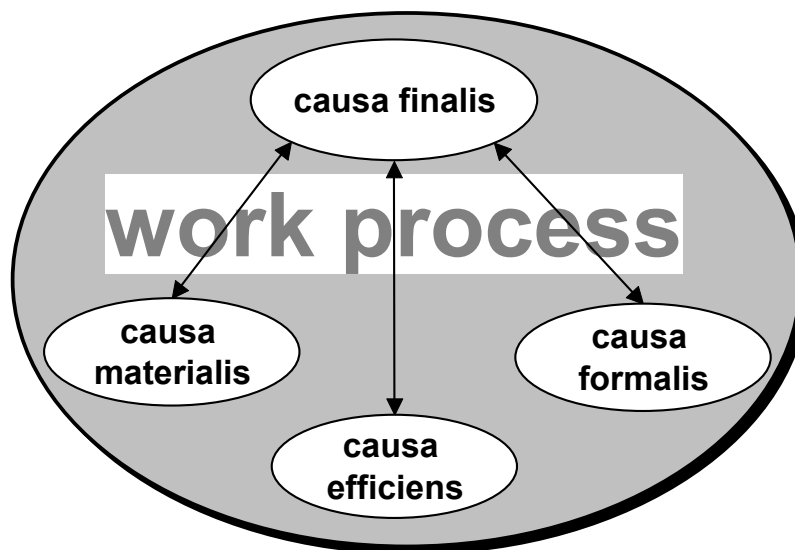 causa finalis
work process
causa
materialis
causa
formalis
causa
efficiens